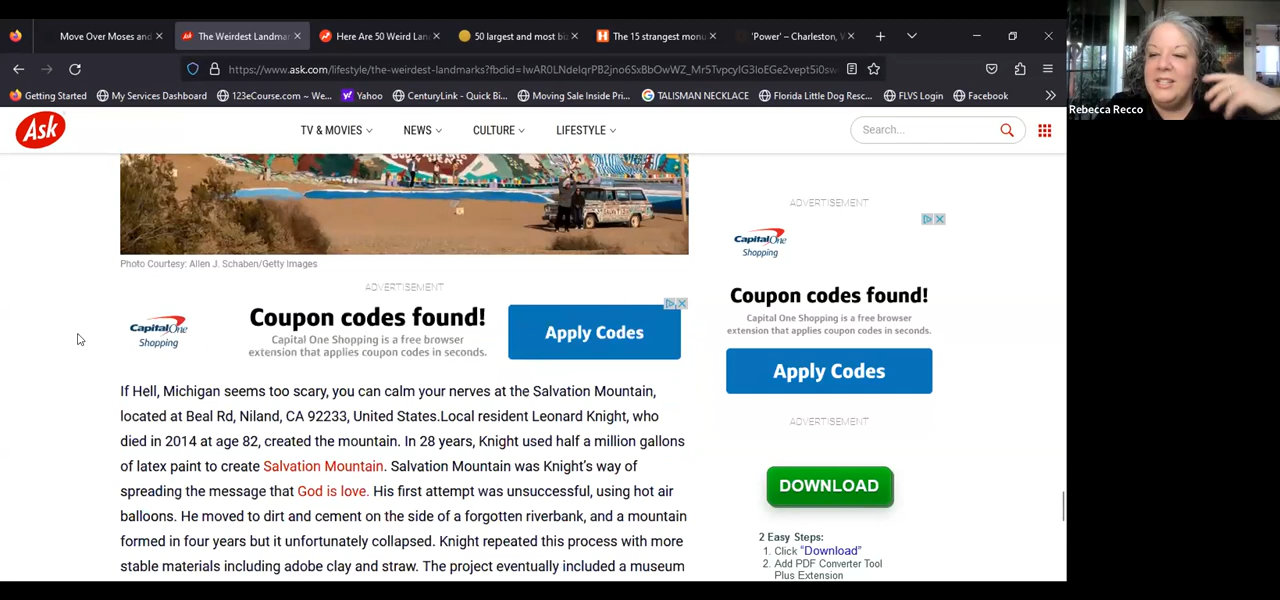 Move Over Moses and
The Weirdest Landmar
Here Are 50 Weird Lan
50 largest and most bi
The 15 strangest monu
'Power' – Charleston, W
https://www.ask.com/lifestyle/the-weirdest-landmarks?fbclid=
Getting Started
My Services Dashboard
123eCourse.com ~ We...
Yahoo
CenturyLink - Quick Bi...
Moving Sale Inside Pri...
TALISMAN NECKLACE
Florida Little Dog Resc...
FLVS Login
Facebook
Rebecca Recco
Ask
TV & MOVIES
NEWS
CULTURE
LIFESTYLE
Search...
Photo Courtesy: Allen J. Schaben/Getty Images
ADVERTISEMENT
Capital One
Shopping
Coupon codes found!
Capital One Shopping is a free browser
extension that applies coupon codes in seconds.
Apply Codes
If Hell, Michigan seems too scary, you can calm your nerves at the Salvation Mountain,
located at Beal Rd, Niland, CA 92233, United States.Local resident Leonard Knight, who
died in 2014 at age 82, created the mountain. In 28 years, Knight used half a million gallons
of latex paint to create Salvation Mountain. Salvation Mountain was Knight's way of
spreading the message that God is love. His first attempt was unsuccessful, using hot air
balloons. He moved to dirt and cement on the side of a forgotten riverbank, and a mountain
formed in four years but it unfortunately collapsed. Knight repeated this process with more
stable materials including adobe clay and straw. The project eventually included a museum
ADVERTISEMENT
Capital One
Shopping
Coupon codes found!
Capital One Shopping is a free browser
extension that applies coupon codes in seconds.
Apply Codes
ADVERTISEMENT
DOWNLOAD
2 Easy Steps:
1. Click "Download"
2. Add PDF Converter Tool
Plus Extension